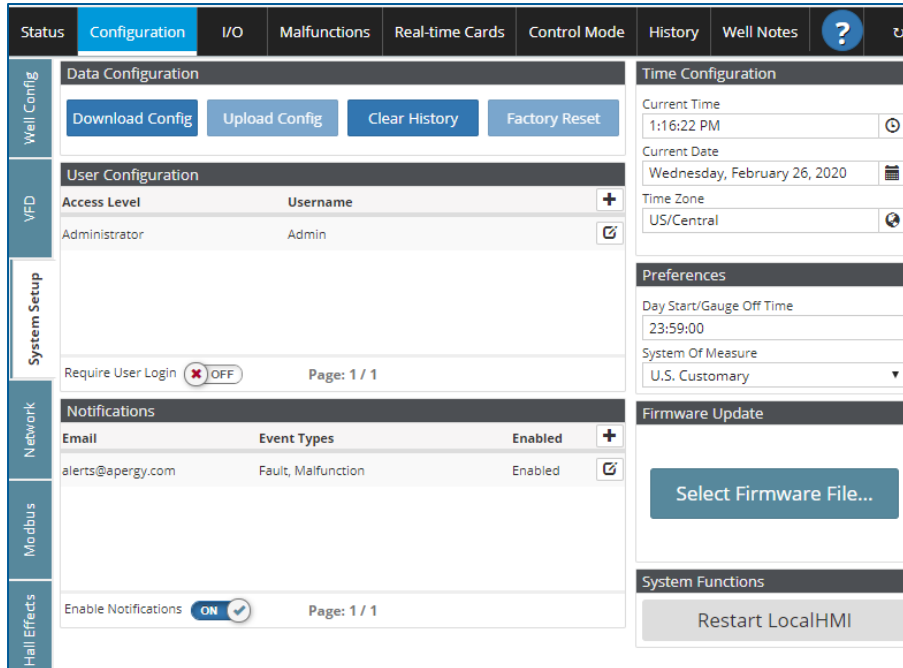 Status Configuration I/O Malfunctions Real-time Cards Control Mode History Well Notes ?
Well Config
VFD
System Setup
Network
Modbus
Hall Effects
Data Configuration
Download Config Upload Config Clear History Factory Reset
User Configuration
Access Level Username
Administrator Admin
Require User Login OFF Page: 1 / 1
Notifications
Email Event Types Enabled
alerts@apergy.com Fault, Malfunction Enabled
Enable Notifications ON Page: 1 / 1
Time Configuration
Current Time
1:16:22 PM
Current Date
Wednesday, February 26, 2020
Time Zone
US/Central
Preferences
Day Start/Gauge Off Time
23:59:00
System Of Measure
U.S. Customary
Firmware Update
Select Firmware File...
System Functions
Restart LocalHMI